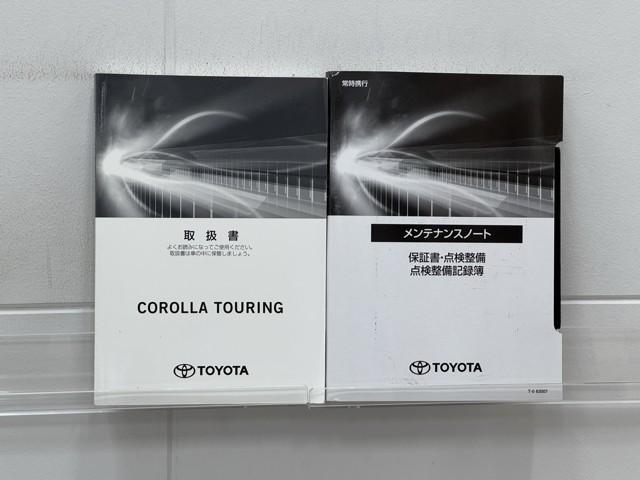 取扱書
よくお読みになってご使用ください。
取扱書は車の中に保管しましょう。
COROLLA TOURING
TOYOTA
常時携行
メンテナンスノート
保証書・点検整備
点検整備記録簿
TOYOTA